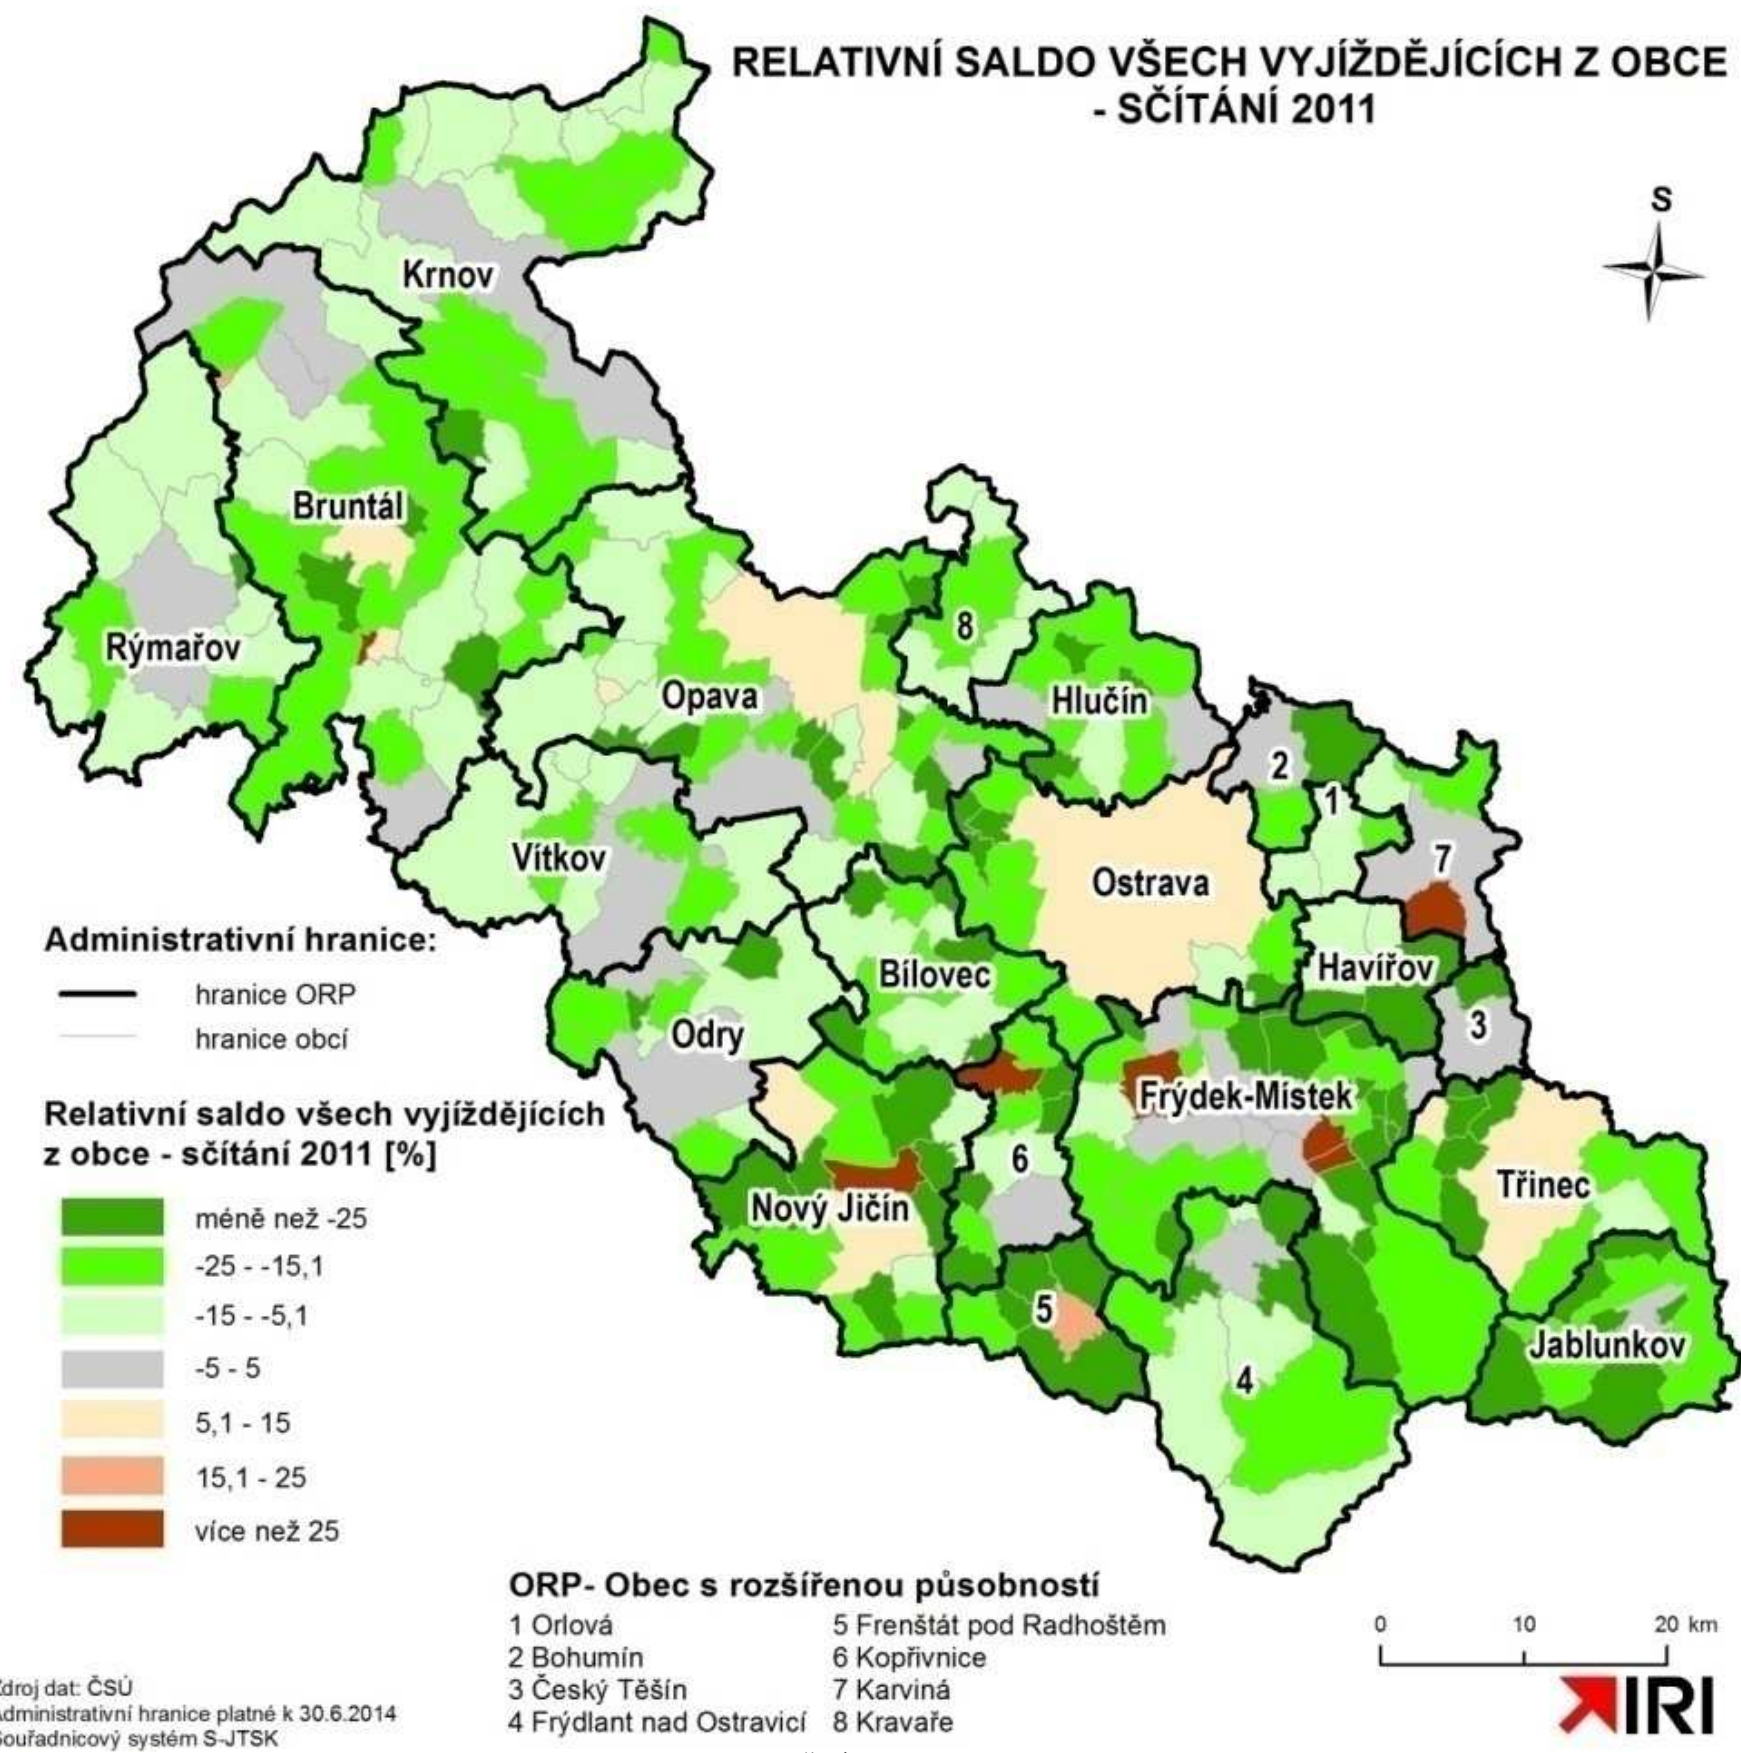 RELATIVNÍ SALDO VŠECH VYJÍŽDĚJÍCÍCH Z OBCE
- SČÍTÁNÍ 2011
S
Krnov
Bruntál
8
Rýmařov
Opava
Hlučín
2
1
Vítkov
7
Ostrava
Administrativní hranice:
hranice ORP
hranice obcí
Bílovec
Havířov
Odry
3
Relativní saldo všech vyjíždějících
z obce - sčítání 2011 [%]
Frýdek-Místek
6
Třinec
Nový Jičín
méně než -25
-25 - -15,1
-15 - -5,1
-5 - 5
5,1 - 15
15,1 - 25
více než 25
5
Jablunkov
4
ORP- Obec s rozšířenou působností
1 Orlová
2 Bohumín
3 Český Těšín
4 Frýdlant nad Ostravicí
5 Frenštát pod Radhoštěm
6 Kopřivnice
7 Karviná
8 Kravaře
0 10 20 km
IRI
Zdroj dat: ČSÚ
Administrativní hranice platné k 30.6.2014
Souřadnicový systém S-JTSK